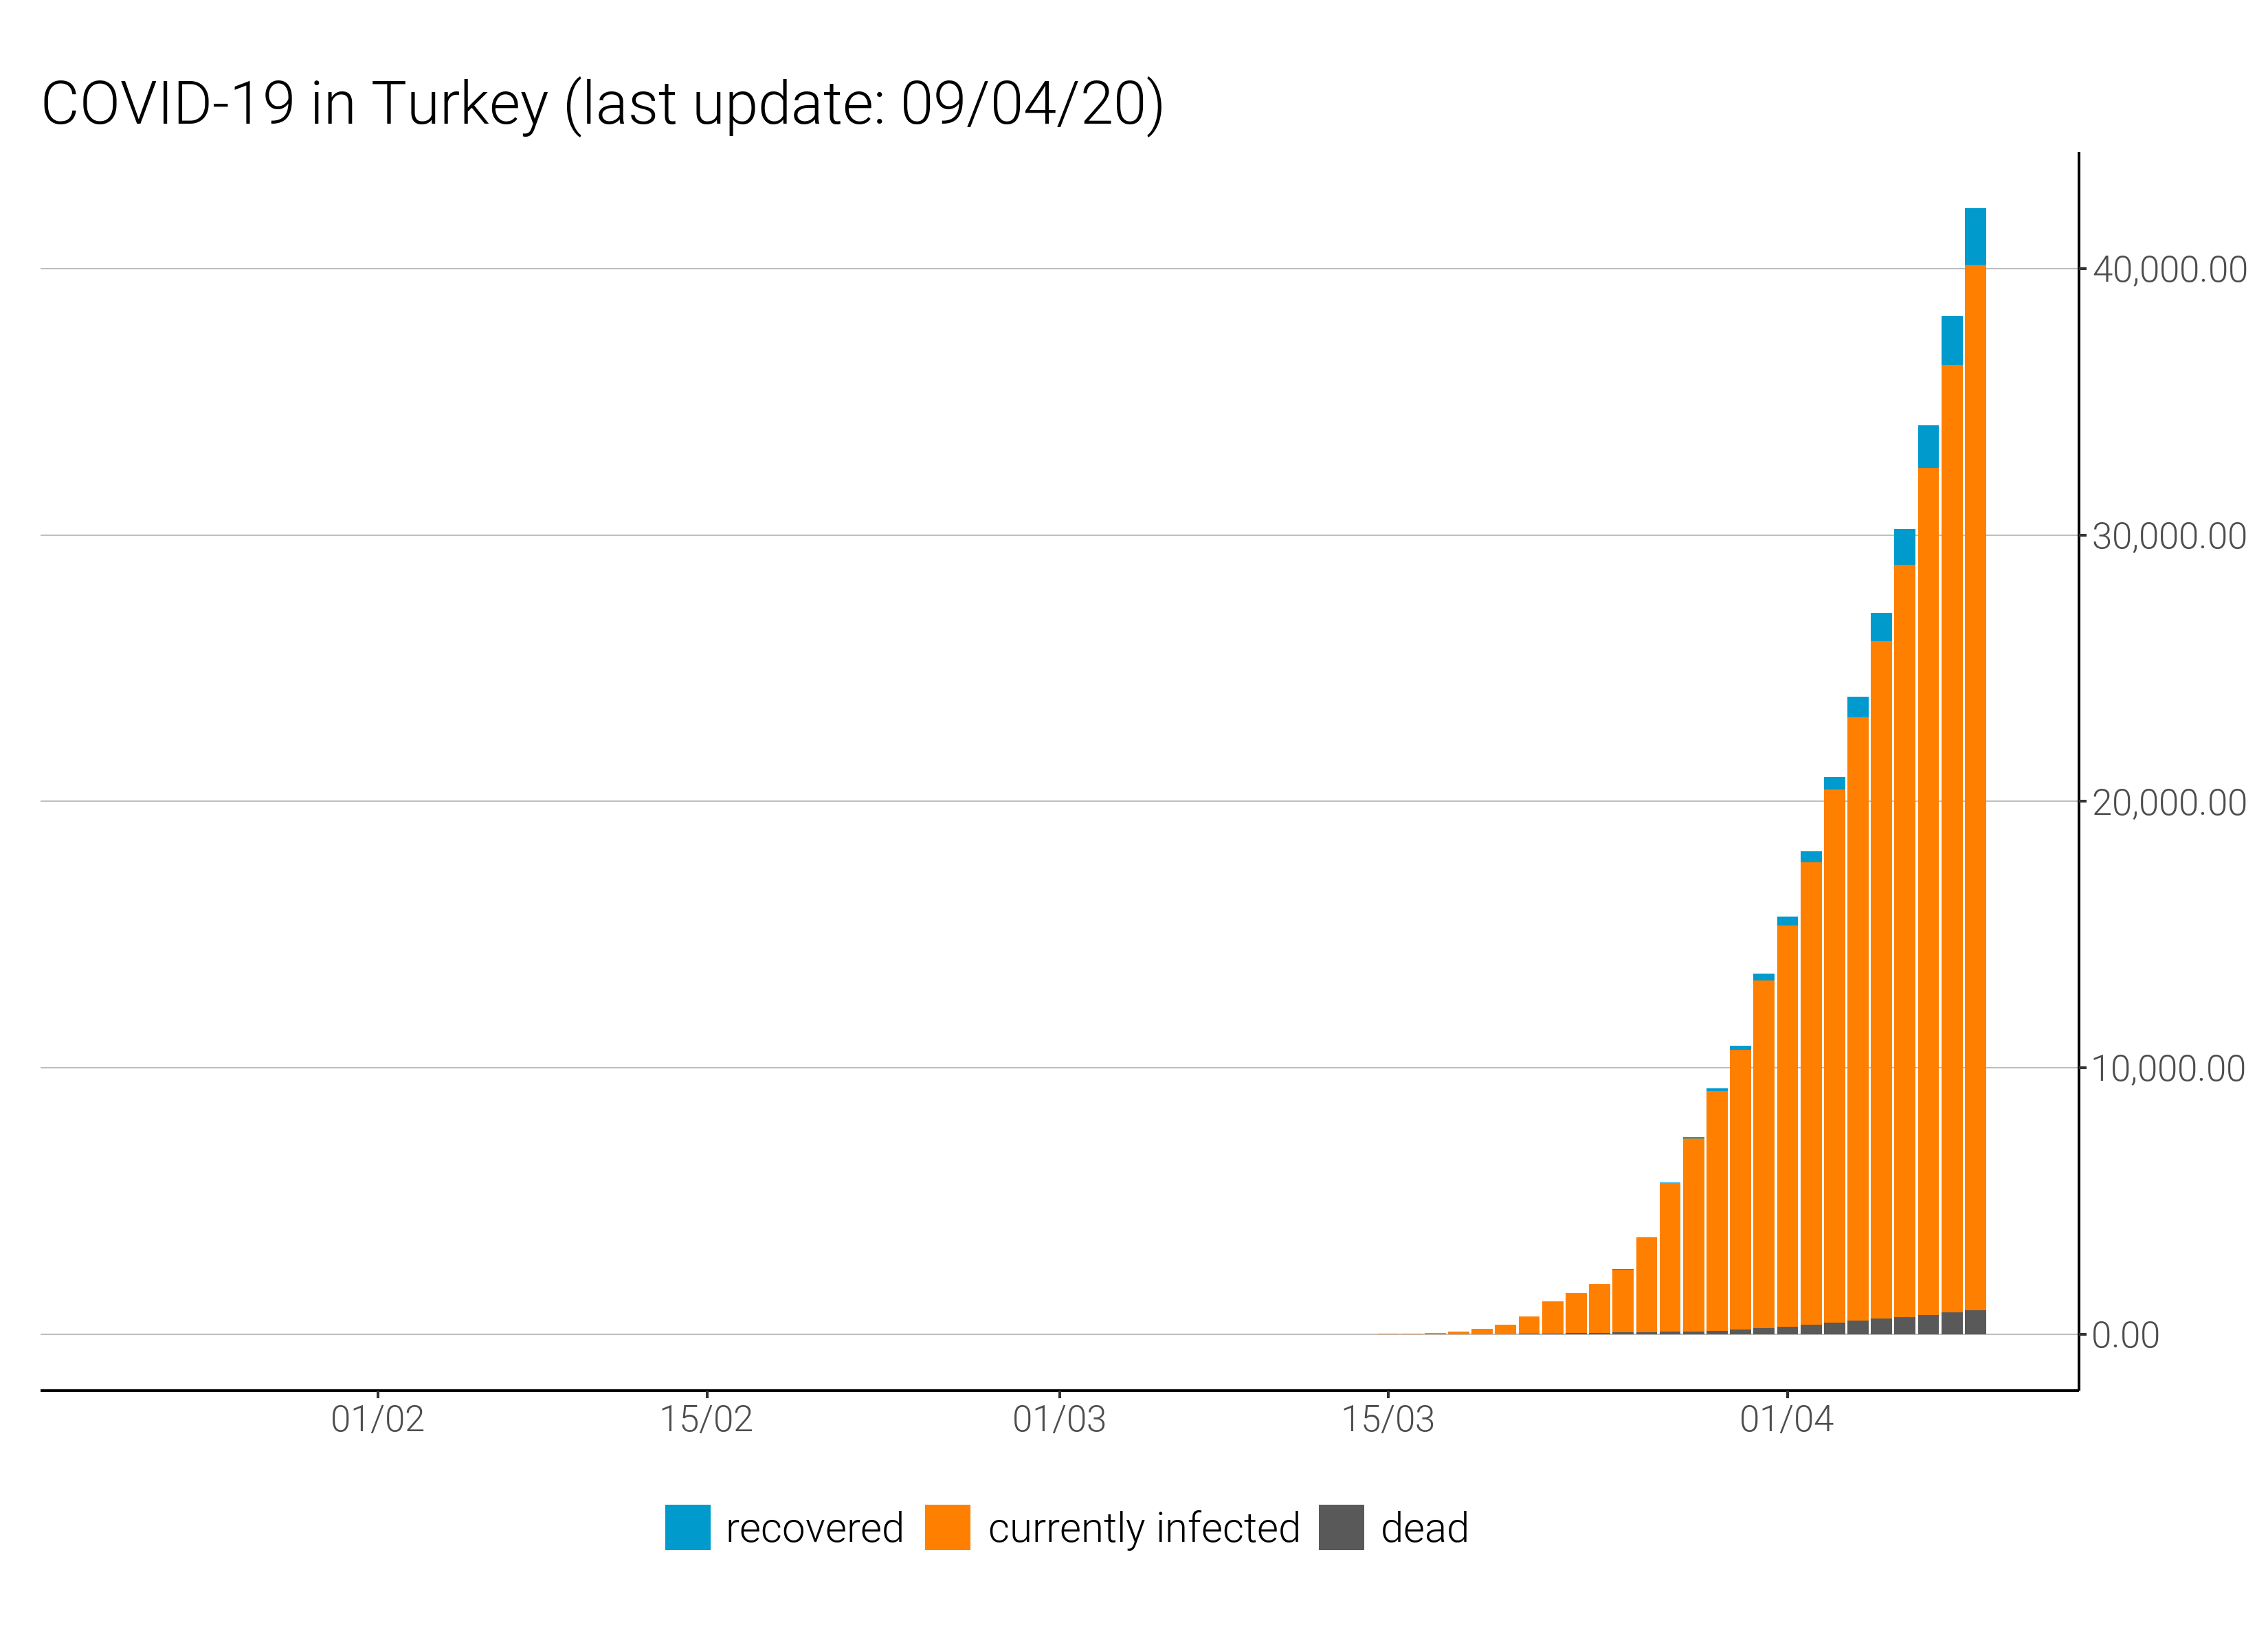 COVID-19 in Turkey (last update: 09/04/20)
40,000.00
30,000.00
20,000.00
10,000.00
0.00
01/02 15/02 01/03 15/03 01/04
recovered currently infected dead